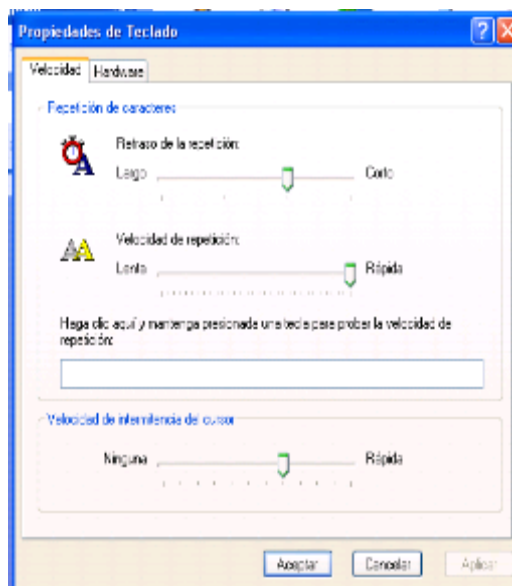 Propiedades de Teclado
Velocidad
Hardware
Repetición de caracteres
Retraso de la repetición:
Largo
Corto
Velocidad de repetición:
Lenta
Rápida
Haga clic aquí y mantenga presionada una tecla para probar la velocidad de
repetición:
Velocidad de intermitencia del cursor
Ninguna
Rápida
Aceptar
Cancelar
Aplicar